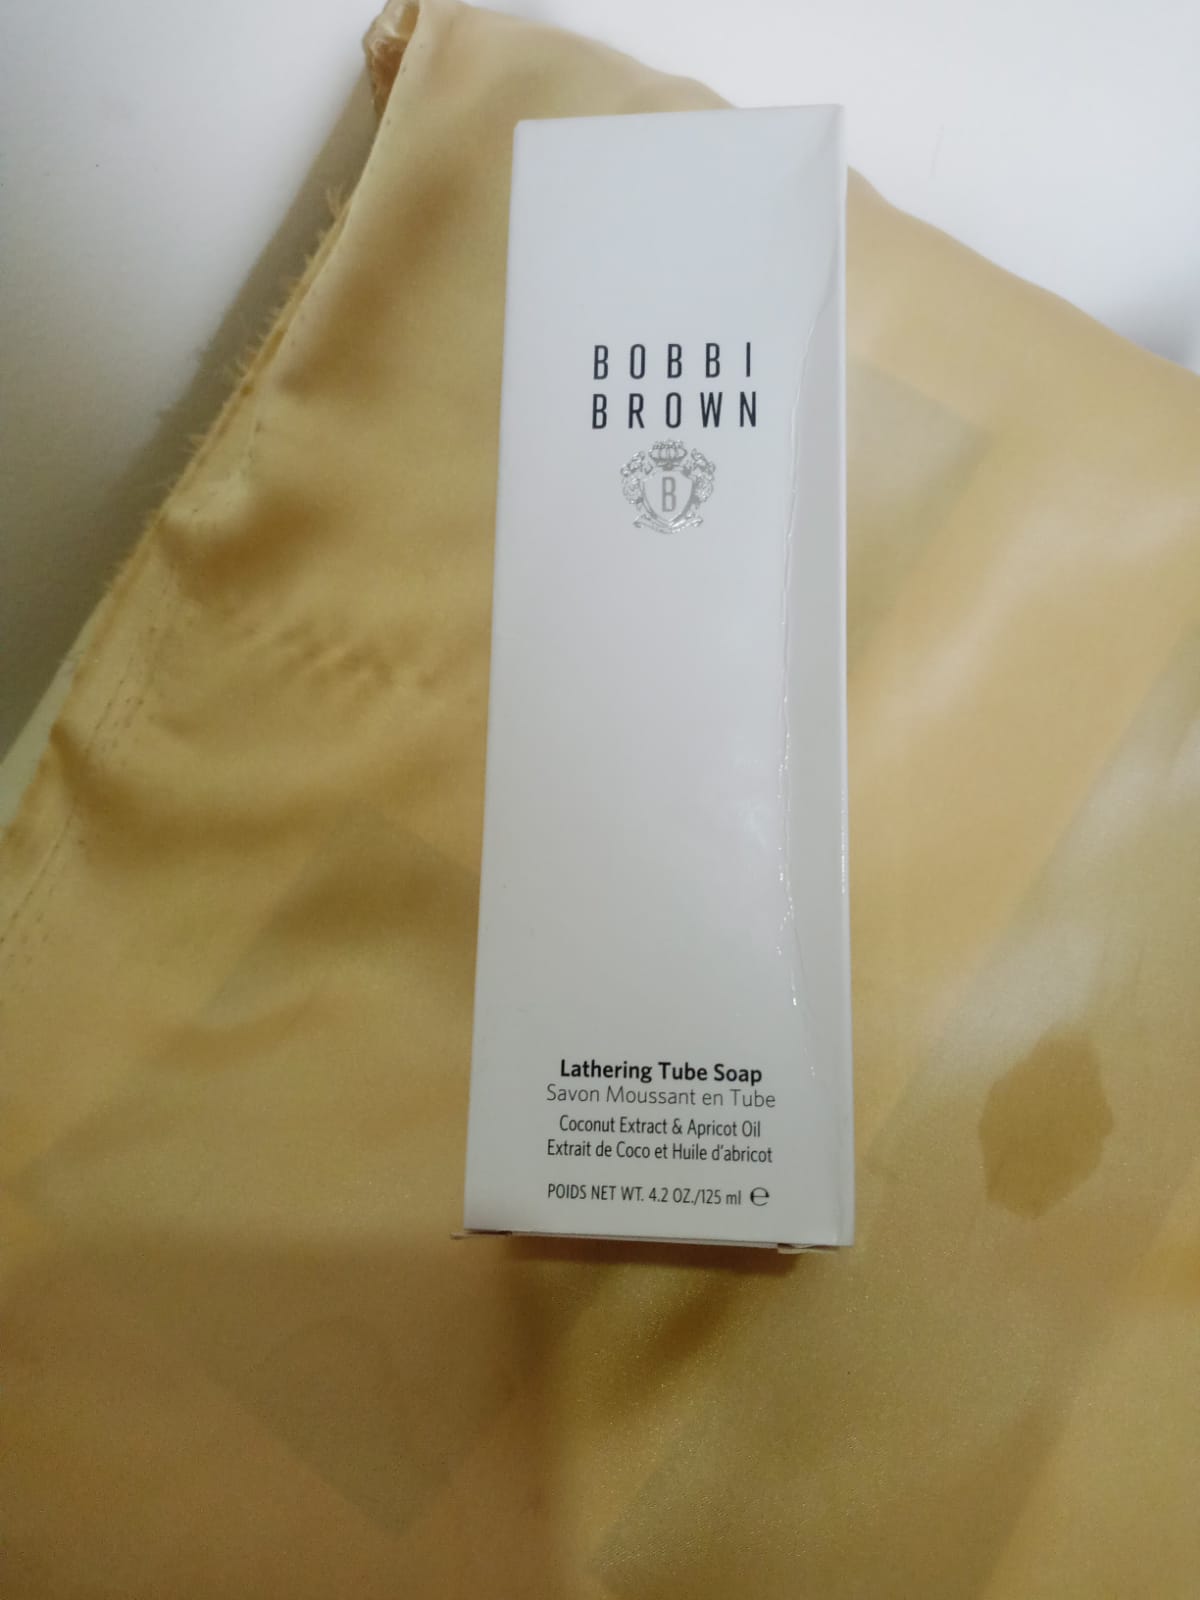 BOBBI
BROWN
B
Lathering Tube Soap
Savon Moussant en Tube
Coconut Extract & Apricot Oil
Extrait de Coco et Huile d'abricot
POIDS NET WT. 4.2 OZ./125 ml ℮